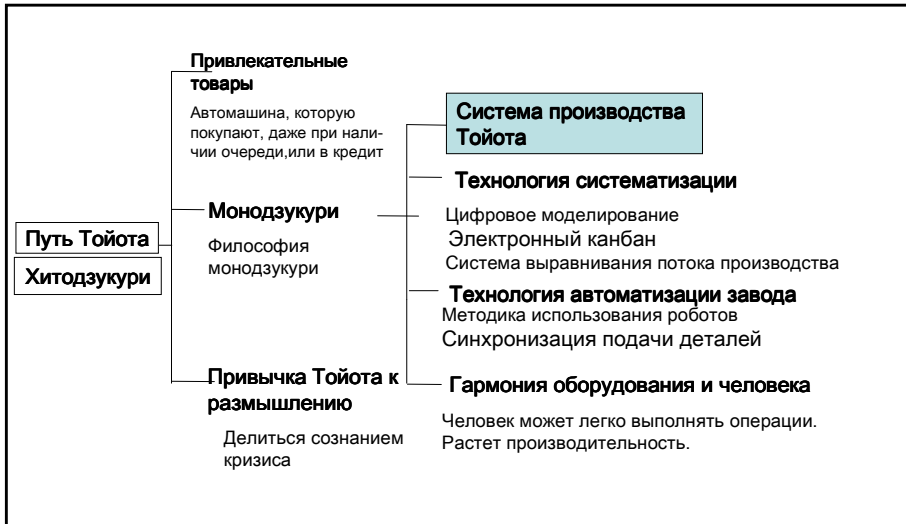 Путь Тойота
Хитодзукури
Привлекательные
товары
Автомашина, которую
покупают, даже при нали-
чии очереди,или в кредит
Монодзукури
Философия
монодзукури
Привычка Тойота к
размышлению
Делиться сознанием
кризиса
Система производства
Тойота
Технология систематизации
Цифровое моделирование
Электронный канбан
Система выравнивания потока производства
Технология автоматизации завода
Методика использования роботов
Синхронизация подачи деталей
Гармония оборудования и человека
Человек может легко выполнять операции.
Растет производительность.